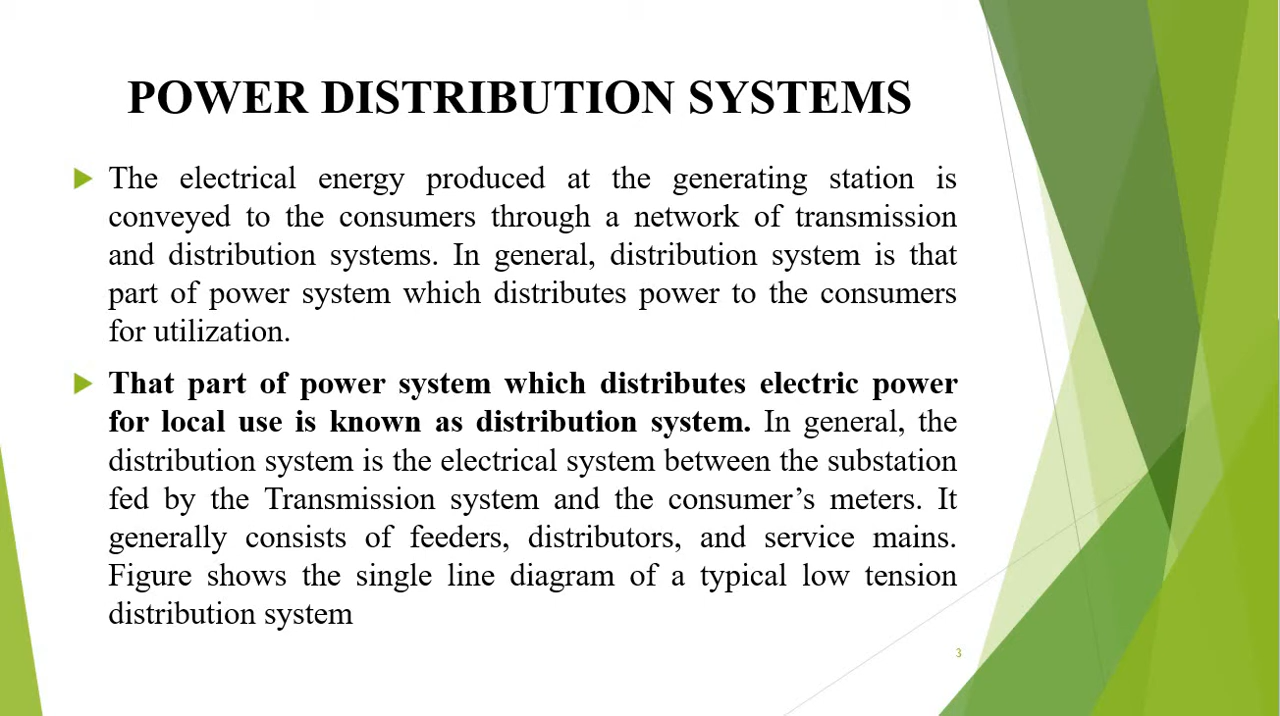 POWER DISTRIBUTION SYSTEMS
The electrical energy produced at the generating station is
conveyed to the consumers through a network of transmission
and distribution systems. In general, distribution system is that
part of power system which distributes power to the consumers
for utilization.
That part of power system which distributes electric power
for local use is known as distribution system. In general, the
distribution system is the electrical system between the substation
fed by the Transmission system and the consumer’s meters. It
generally consists of feeders, distributors, and service mains.
Figure shows the single line diagram of a typical low tension
distribution system
3